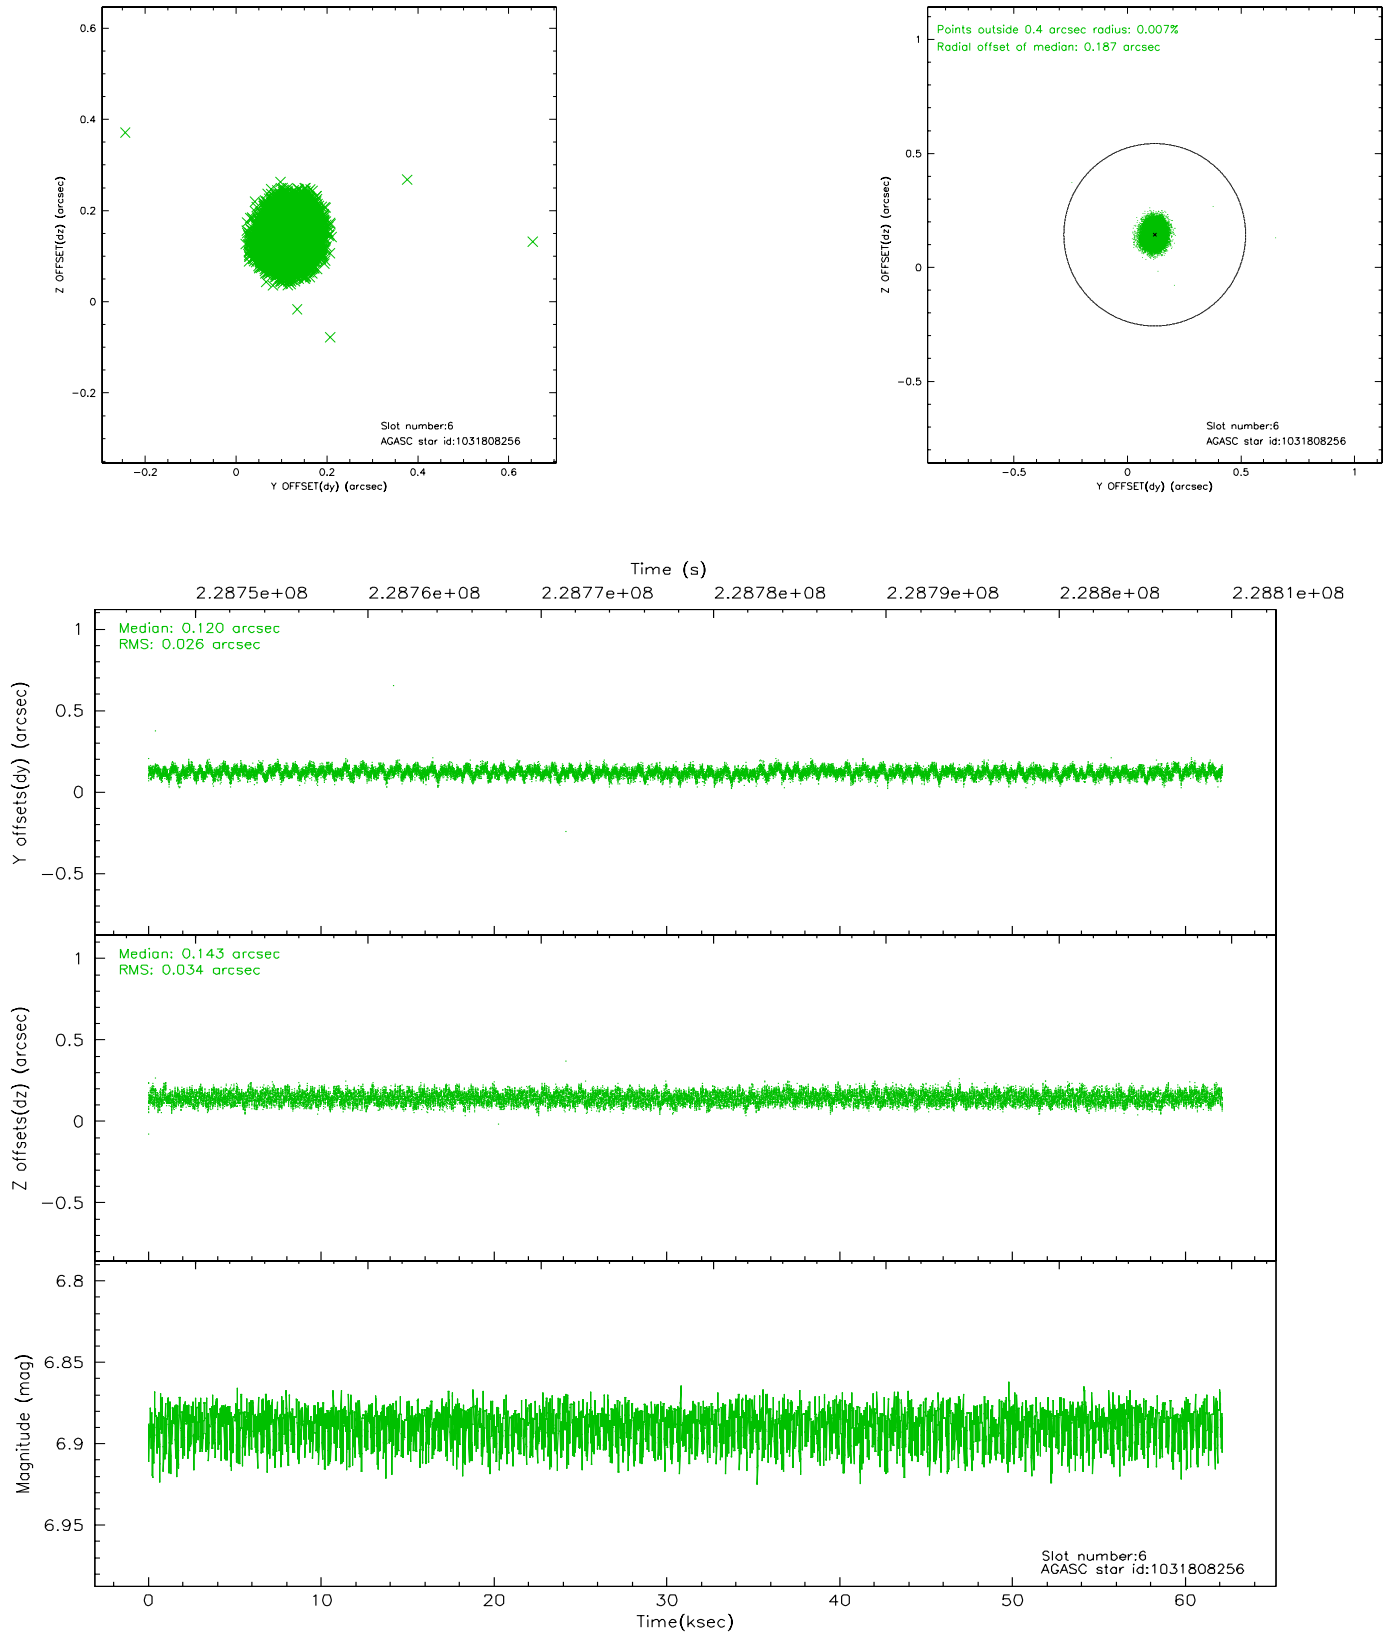 0.6
0.4
0.2
0
−0.2
Z OFFSET(dz) (arcsec)
Slot number:6
AGASC star id:1031808256
−0.2 0 0.2 0.4 0.6
Y OFFSET(dy) (arcsec)
Points outside 0.4 arcsec radius: 0.007%
Radial offset of median: 0.187 arcsec
1
0.5
0
−0.5
Z OFFSET(dz) (arcsec)
Slot number:6
AGASC star id:1031808256
−0.5 0 0.5 1
Y OFFSET(dy) (arcsec)
Time (s)
2.2875e+08 2.2876e+08 2.2877e+08 2.2878e+08 2.2879e+08 2.288e+08 2.2881e+08
Median: 0.120 arcsec
RMS: 0.026 arcsec
1
0.5
0
−0.5
Y offsets(dy) (arcsec)
Median: 0.143 arcsec
RMS: 0.034 arcsec
1
0.5
0
−0.5
Z offsets(dz) (arcsec)
6.8
6.85
6.9
6.95
Magnitude (mag)
Slot number:6
AGASC star id:1031808256
0 10 20 30 40 50 60
Time(ksec)